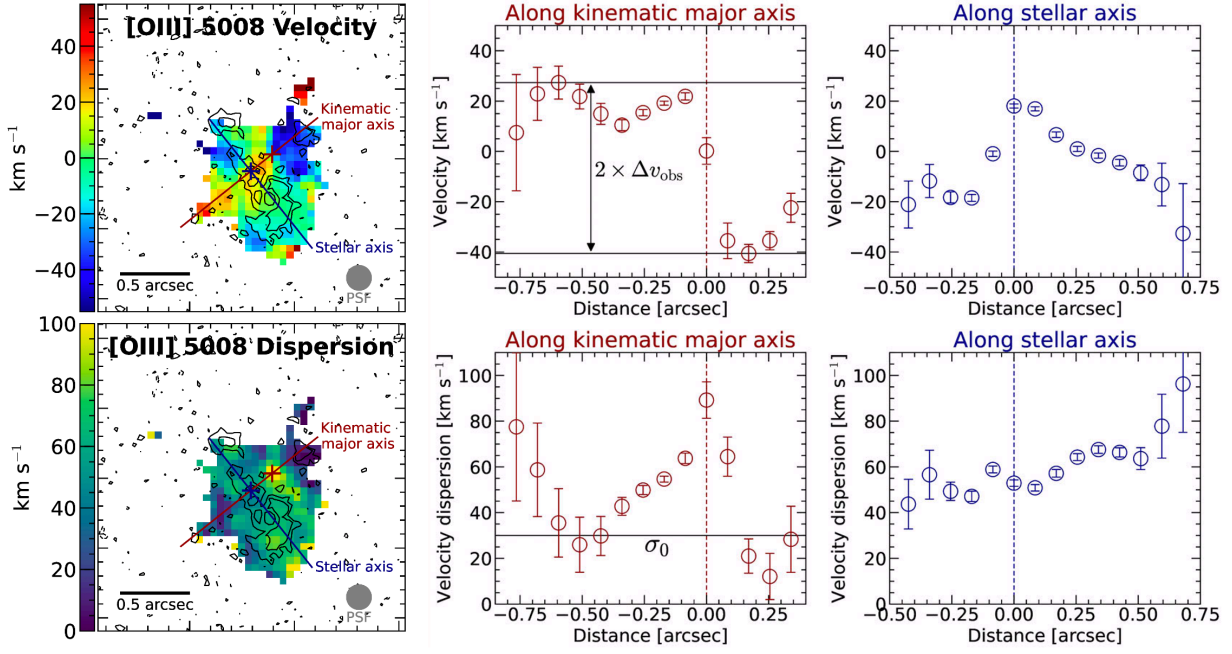 [OIII] 5008 Velocity
Kinematic
major axis
Stellar axis
0.5 arcsec
PSF
km s⁻¹
40
20
0
−20
−40
Along kinematic major axis
Velocity [km s⁻¹]
40
20
0
−20
−40
2 × Δv_obs
−0.75 −0.50 −0.25 0.00 0.25
Distance [arcsec]
Along stellar axis
Velocity [km s⁻¹]
40
20
0
−20
−40
−0.50 −0.25 0.00 0.25 0.50 0.75
Distance [arcsec]
[OIII] 5008 Dispersion
Kinematic
major axis
Stellar axis
0.5 arcsec
PSF
km s⁻¹
100
80
60
40
20
0
Along kinematic major axis
Velocity dispersion [km s⁻¹]
100
80
60
40
20
0
σ₀
−0.75 −0.50 −0.25 0.00 0.25
Distance [arcsec]
Along stellar axis
Velocity dispersion [km s⁻¹]
100
80
60
40
20
0
−0.50 −0.25 0.00 0.25 0.50 0.75
Distance [arcsec]